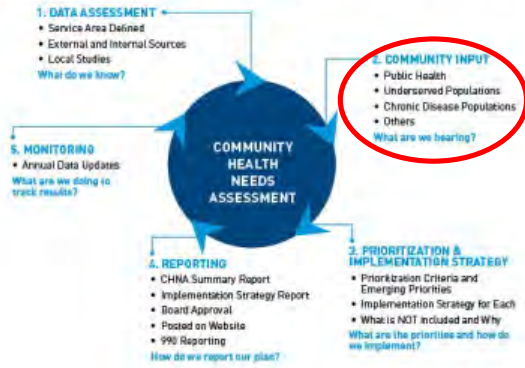 1. DATA ASSESSMENT
• Service Area Defined
• External and Internal Sources
• Local Studies
What do we know?
2. COMMUNITY INPUT
• Public Health
• Underserved Populations
• Chronic Disease Populations
• Others
What are we hearing?
COMMUNITY
HEALTH
NEEDS
ASSESSMENT
3. PRIORITIZATION &
IMPLEMENTATION STRATEGY
• Prioritization Criteria and
Emerging Priorities
• Implementation Strategy for Each
• What is NOT Included and Why
What are the priorities and how do
we implement?
4. REPORTING
• CHNA Summary Report
• Implementation Strategy Report
• Board Approval
• Posted on Website
• 990 Reporting
How do we report our plan?
5. MONITORING
• Annual Data Updates
What are we doing to
track results?